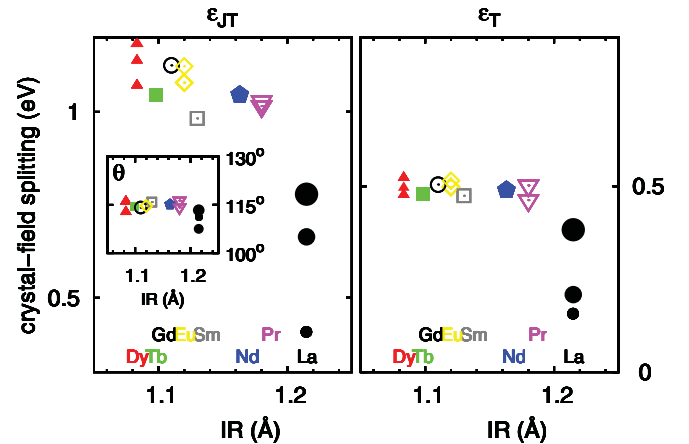 εJT
εT
crystal–field splitting (eV)
1
0.5
θ
130°
115°
100°
1.1
1.2
IR (Å)
Gd Eu Sm Pr
Dy Tb Nd La
1.1
1.2
IR (Å)
Gd Eu Sm Pr
Dy Tb Nd La
0.5
0
1.1
1.2
IR (Å)